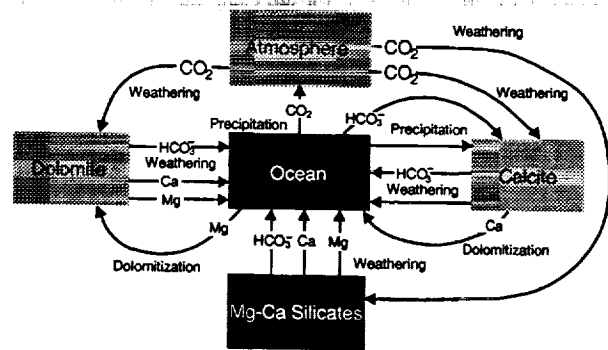 Weathering
Atmosphere
CO₂
CO₂
CO₂
Weathering
Weathering
CO₂
HCO₃⁻
Precipitation
Precipitation
HCO₃⁻
Weathering
Dolomite
Ca
Mg
Ocean
HCO₃⁻
Weathering
Calcite
Mg
Ca
Dolomitization
HCO₃⁻
Ca
Mg
Dolomitization
Weathering
Mg-Ca Silicates